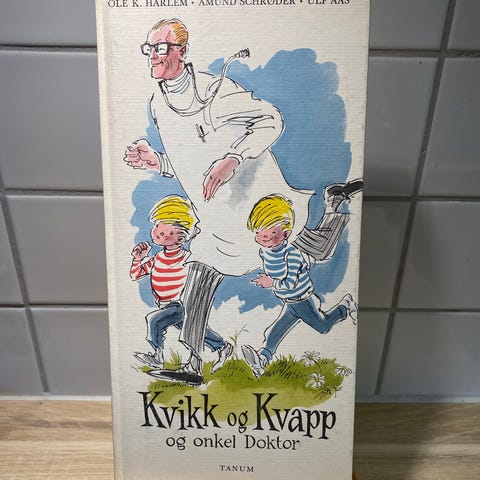 OLE K. HARLEM • AMUND SCHRØDER • ULF AAS
Kvikk og Kvapp
og onkel Doktor
TANUM